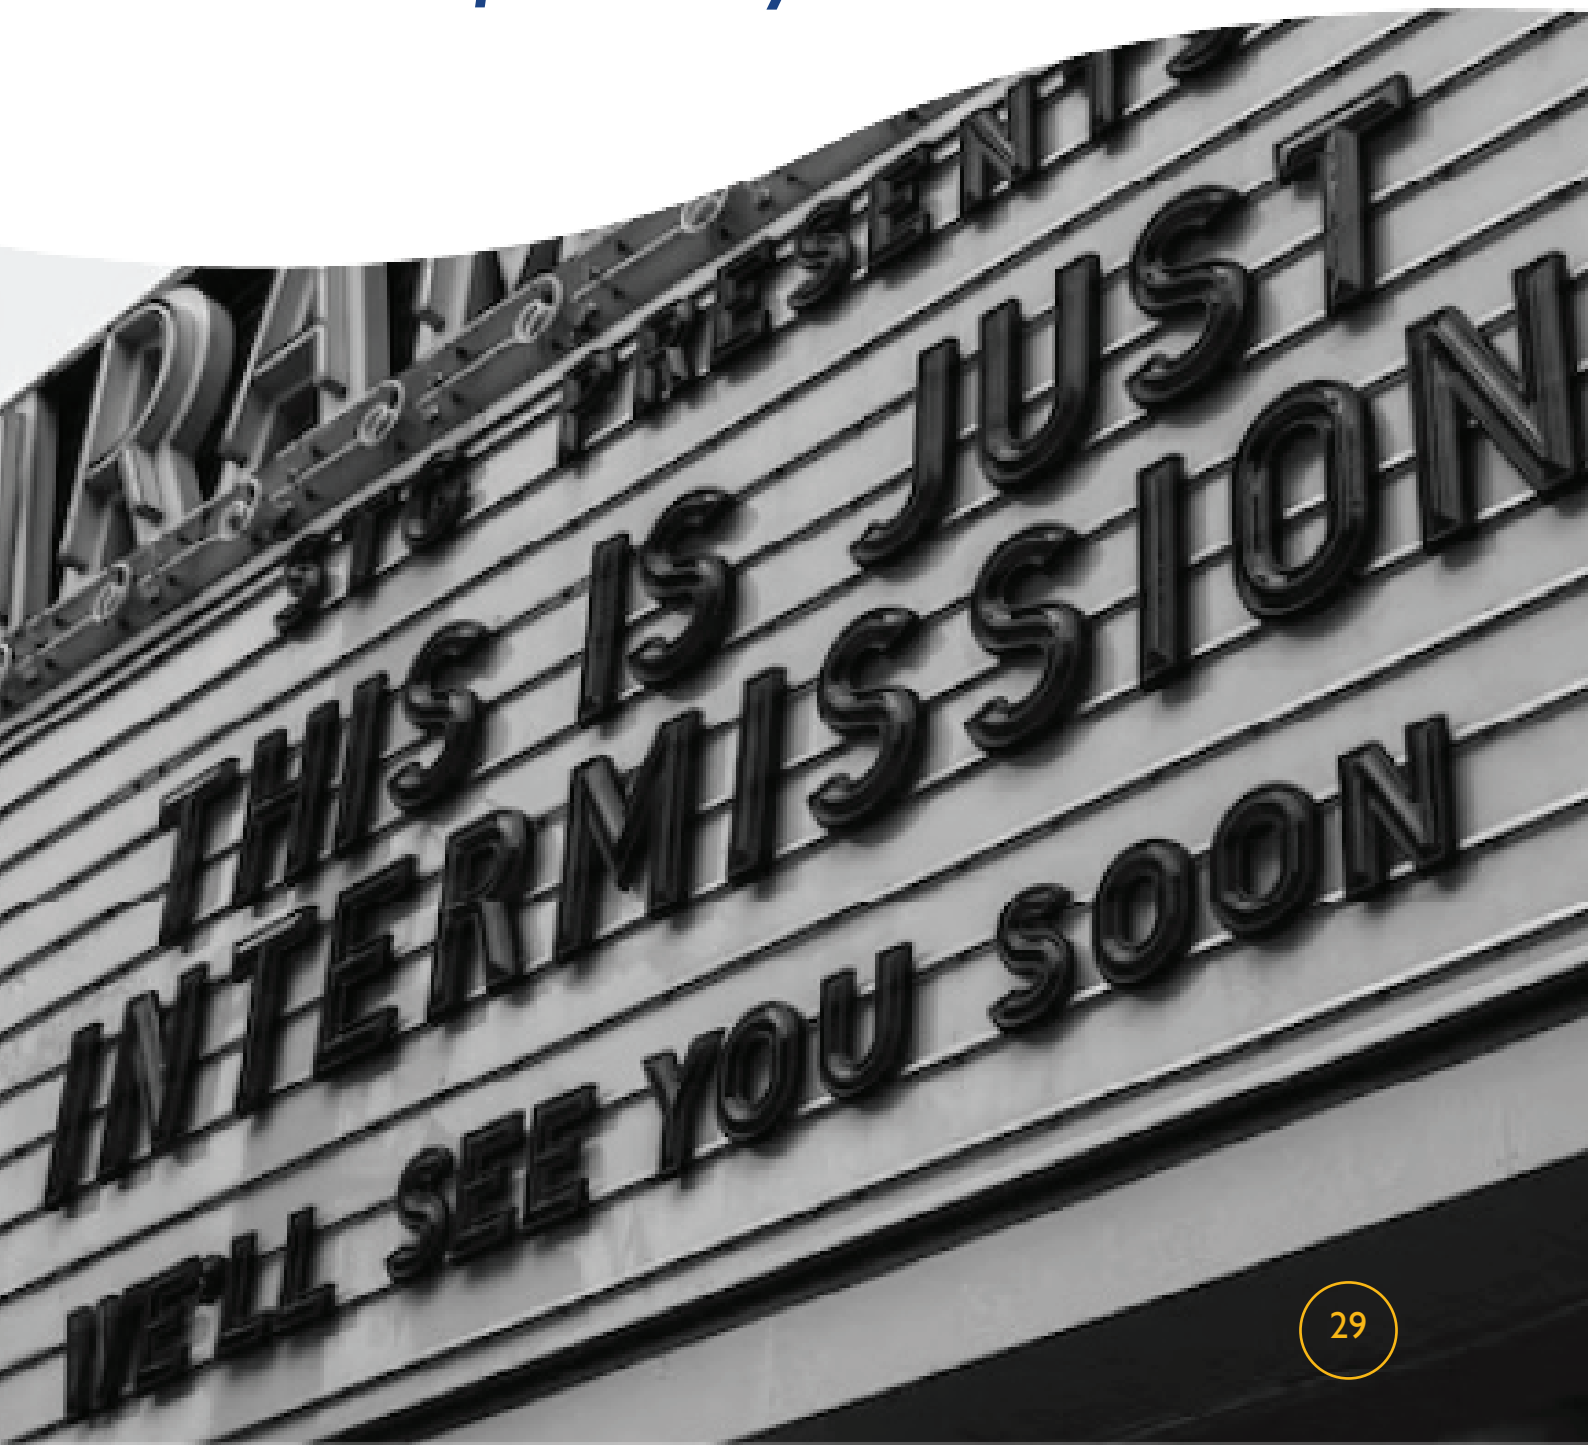 STG PRESENTS
THIS IS JUST
INTERMISSION
WE'LL SEE YOU SOON
29